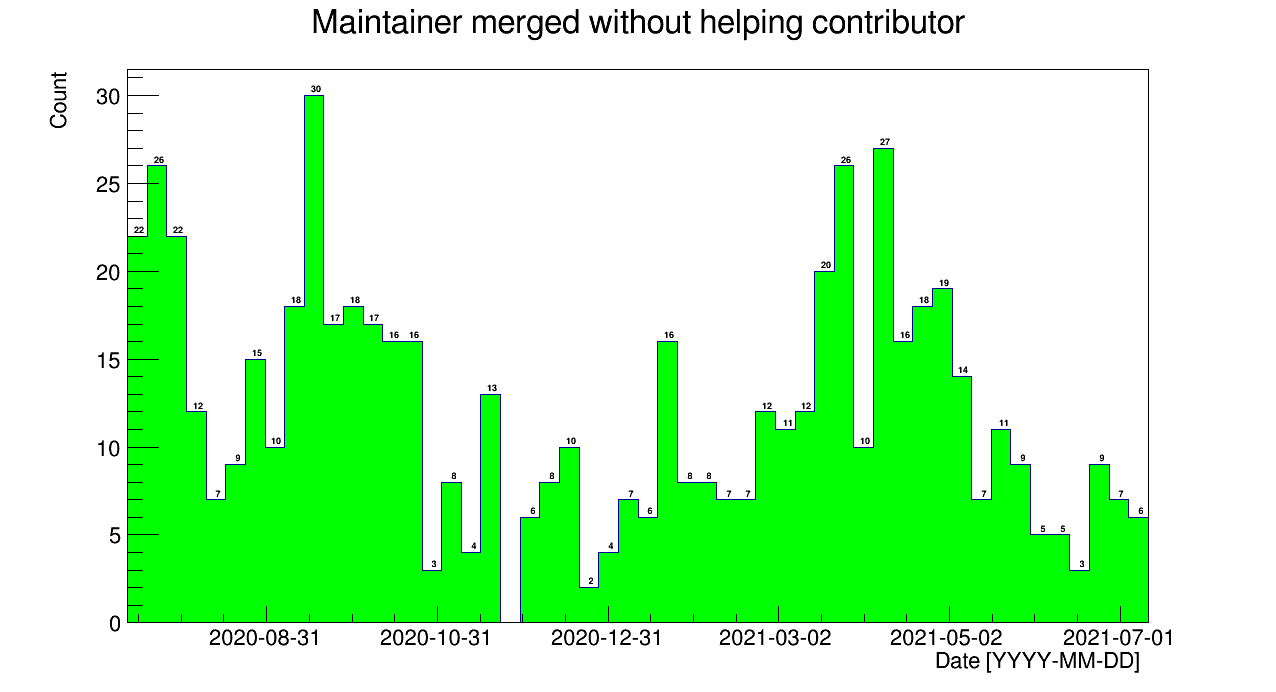 Maintainer merged without helping contributor
Count
30
25
20
15
10
5
0
22 26 22 12 7 9 15 10 18 30 17 18 17 16 16 3 8 4 13 6 8 10 2 4 7 6 16 8 8 7 7 12 11 12 20 26 10 27 16 18 19 14 7 11 9 5 5 3 9 7 6
2020-08-31 2020-10-31 2020-12-31 2021-03-02 2021-05-02 2021-07-01
Date [YYYY-MM-DD]